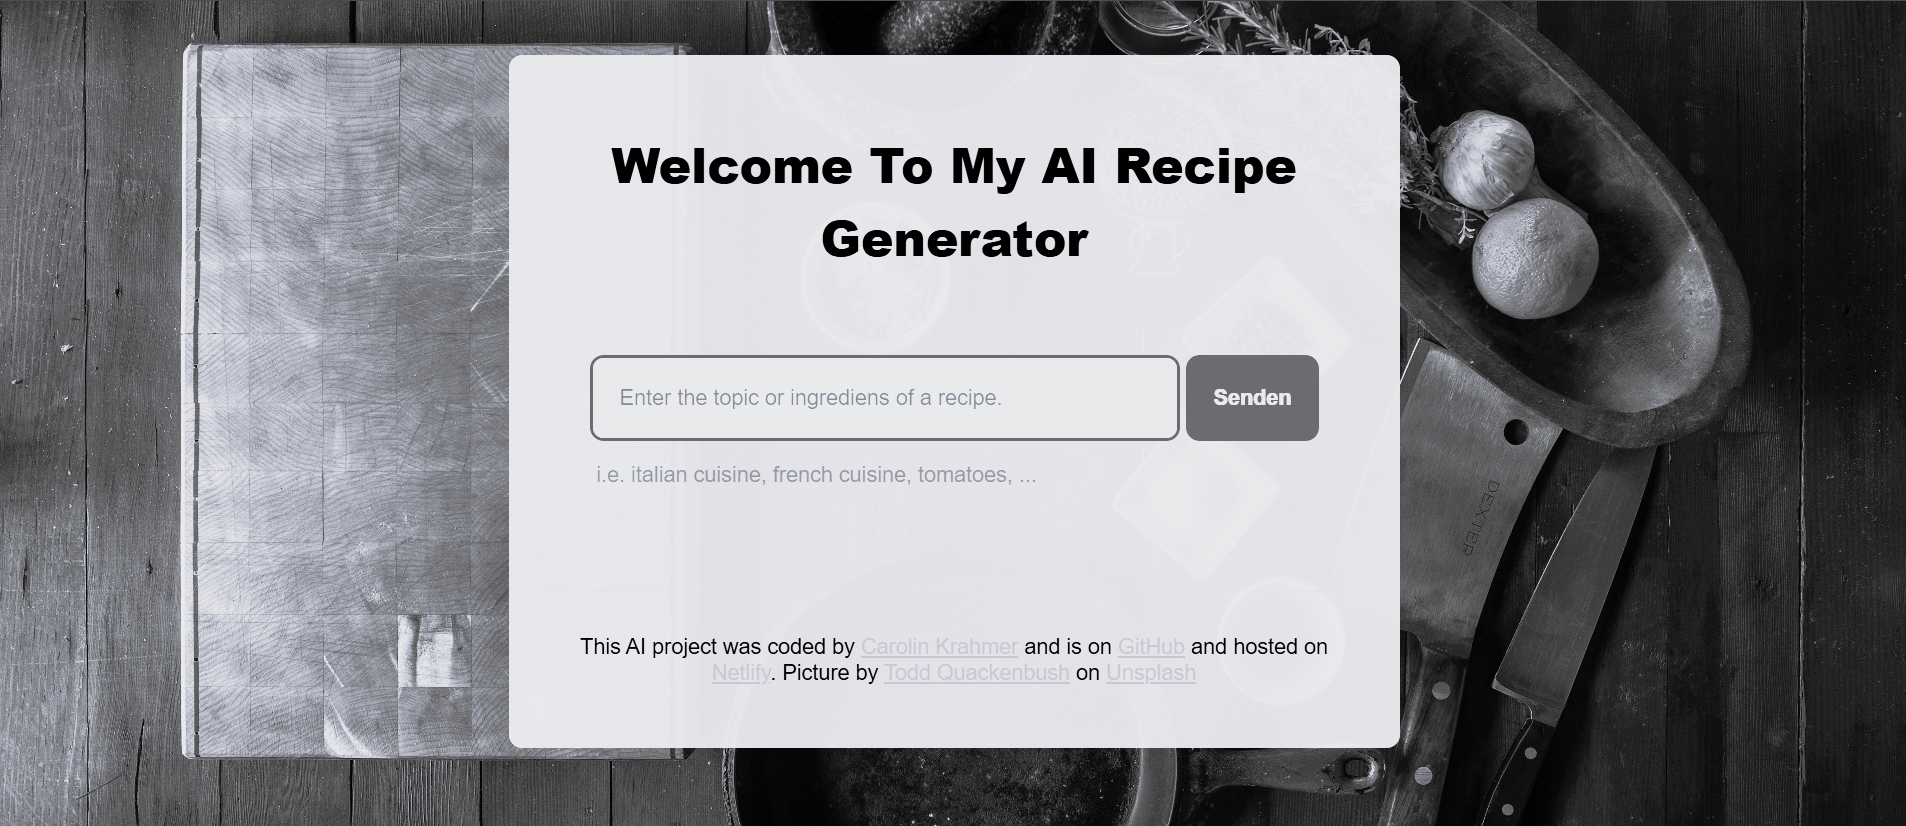 Welcome To My AI Recipe
Generator
Enter the topic or ingrediens of a recipe.
Senden
i.e. italian cuisine, french cuisine, tomatoes, ...
DEXTER
This AI project was coded by Carolin Krahmer and is on GitHub and hosted on
Netlify. Picture by Todd Quackenbush on Unsplash